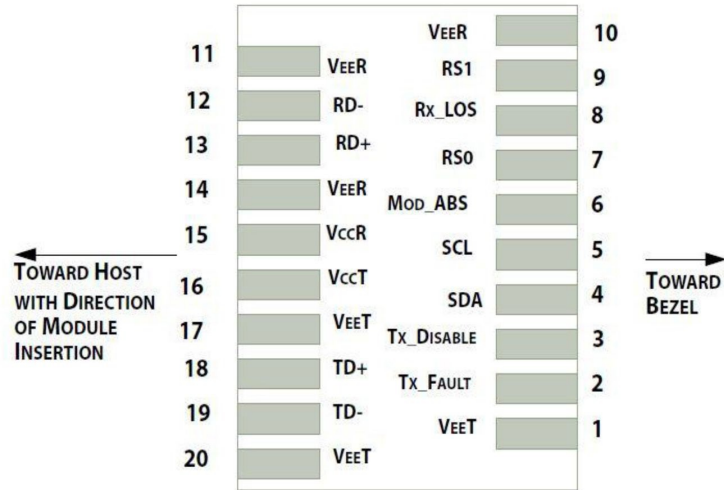 11 VEER
12 RD-
13 RD+
14 VEER
15 VCCR
16 VCCT
17 VEET
18 TD+
19 TD-
20 VEET
VEER 10
RS1 9
RX_LOS 8
RS0 7
MOD_ABS 6
SCL 5
SDA 4
TX_DISABLE 3
TX_FAULT 2
VEET 1
TOWARD HOST
WITH DIRECTION
OF MODULE
INSERTION
TOWARD
BEZEL